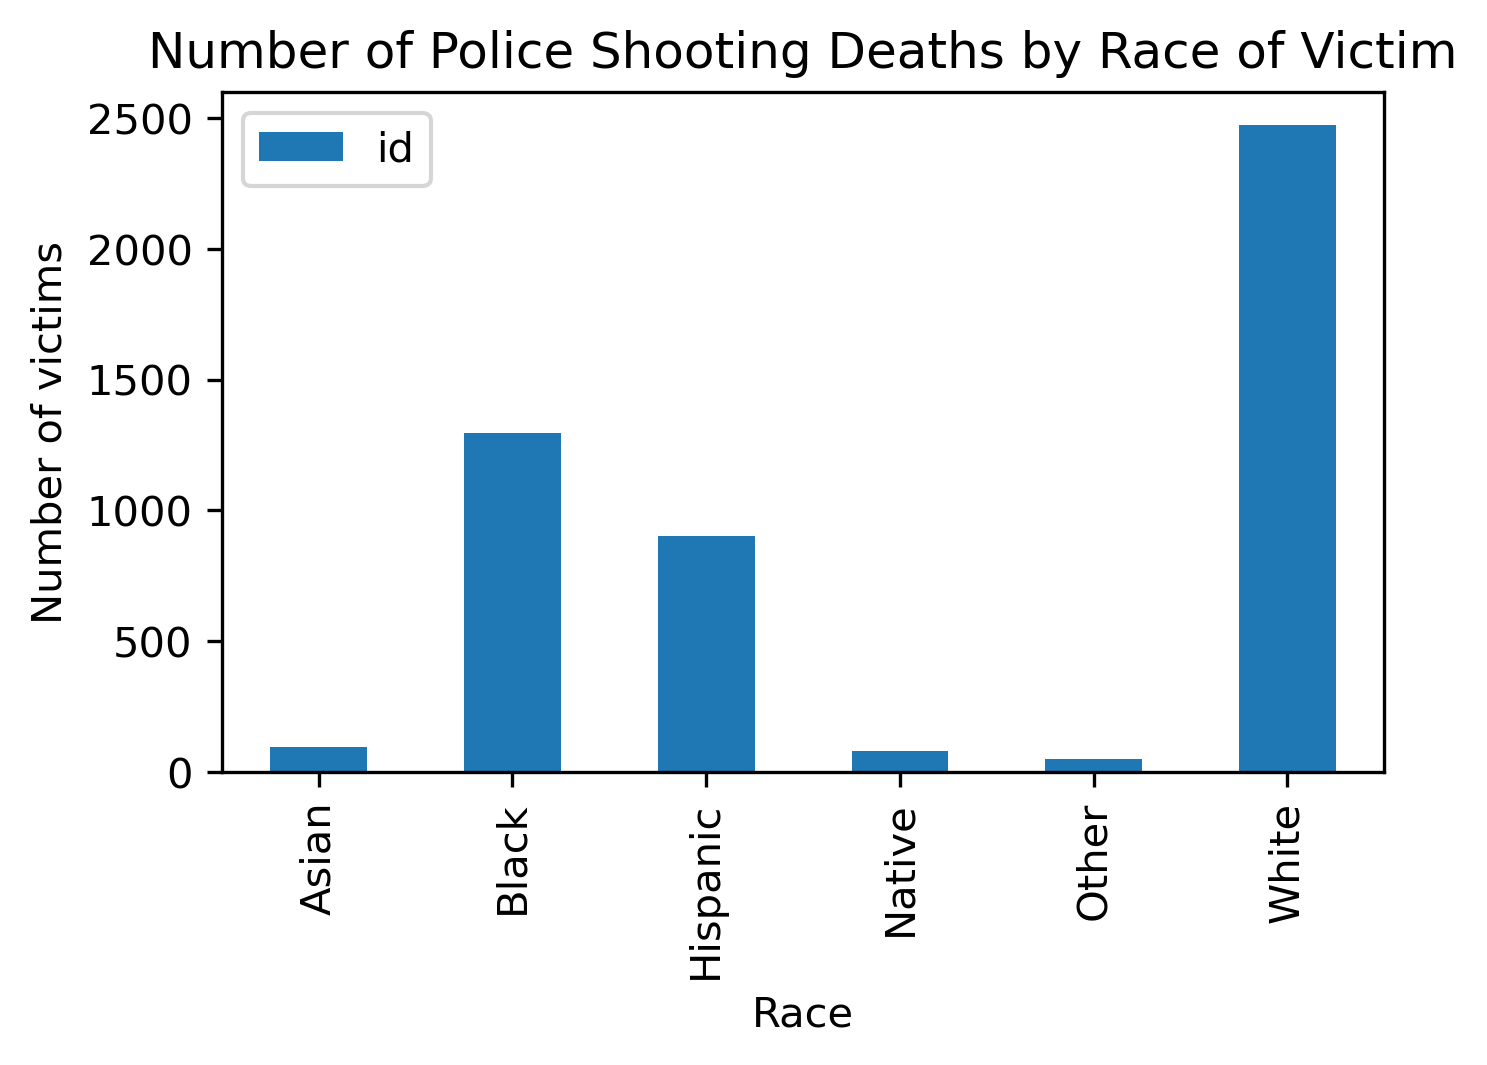 Number of Police Shooting Deaths by Race of Victim
id
Number of victims
2500
2000
1500
1000
500
0
Asian
Black
Hispanic
Native
Other
White
Race